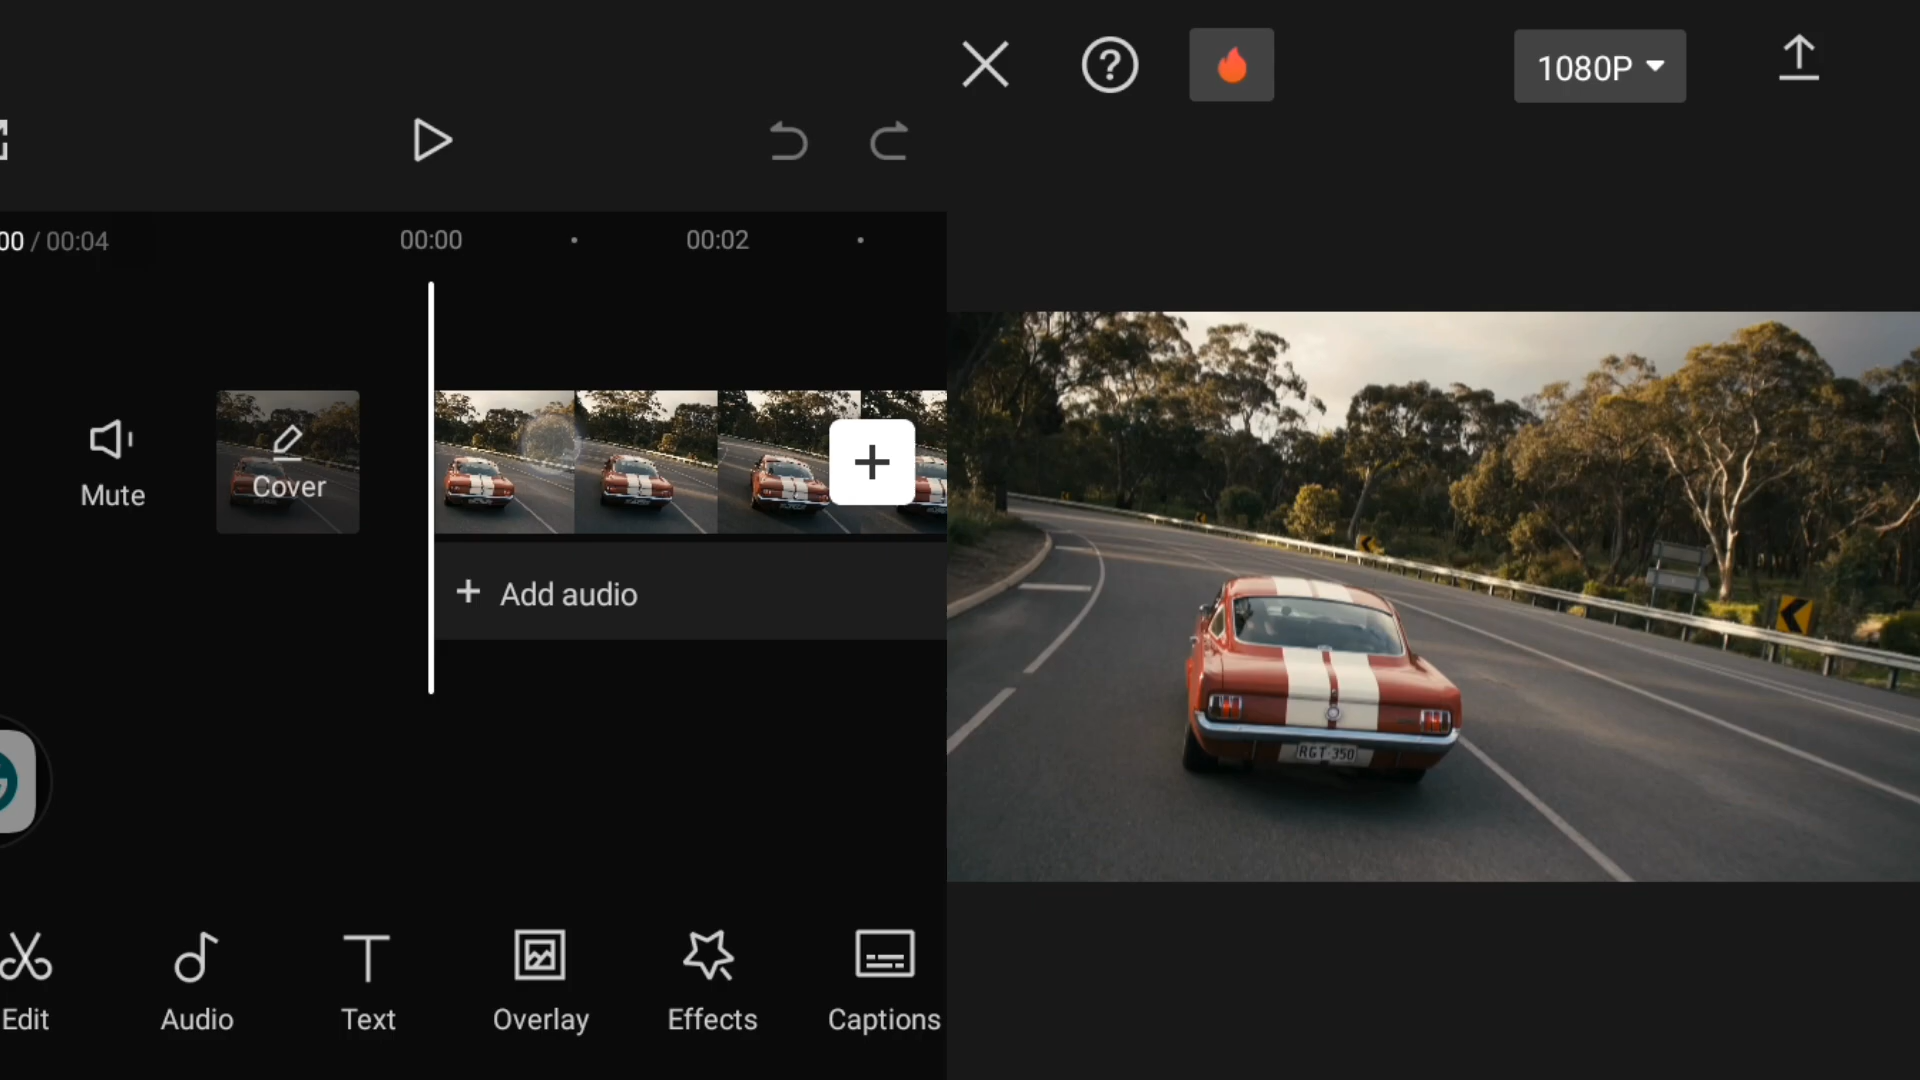 00 / 00:04
00:00
00:02
Mute
Cover
+ Add audio
Edit
Audio
Text
Overlay
Effects
Captions
1080P
RGT·350